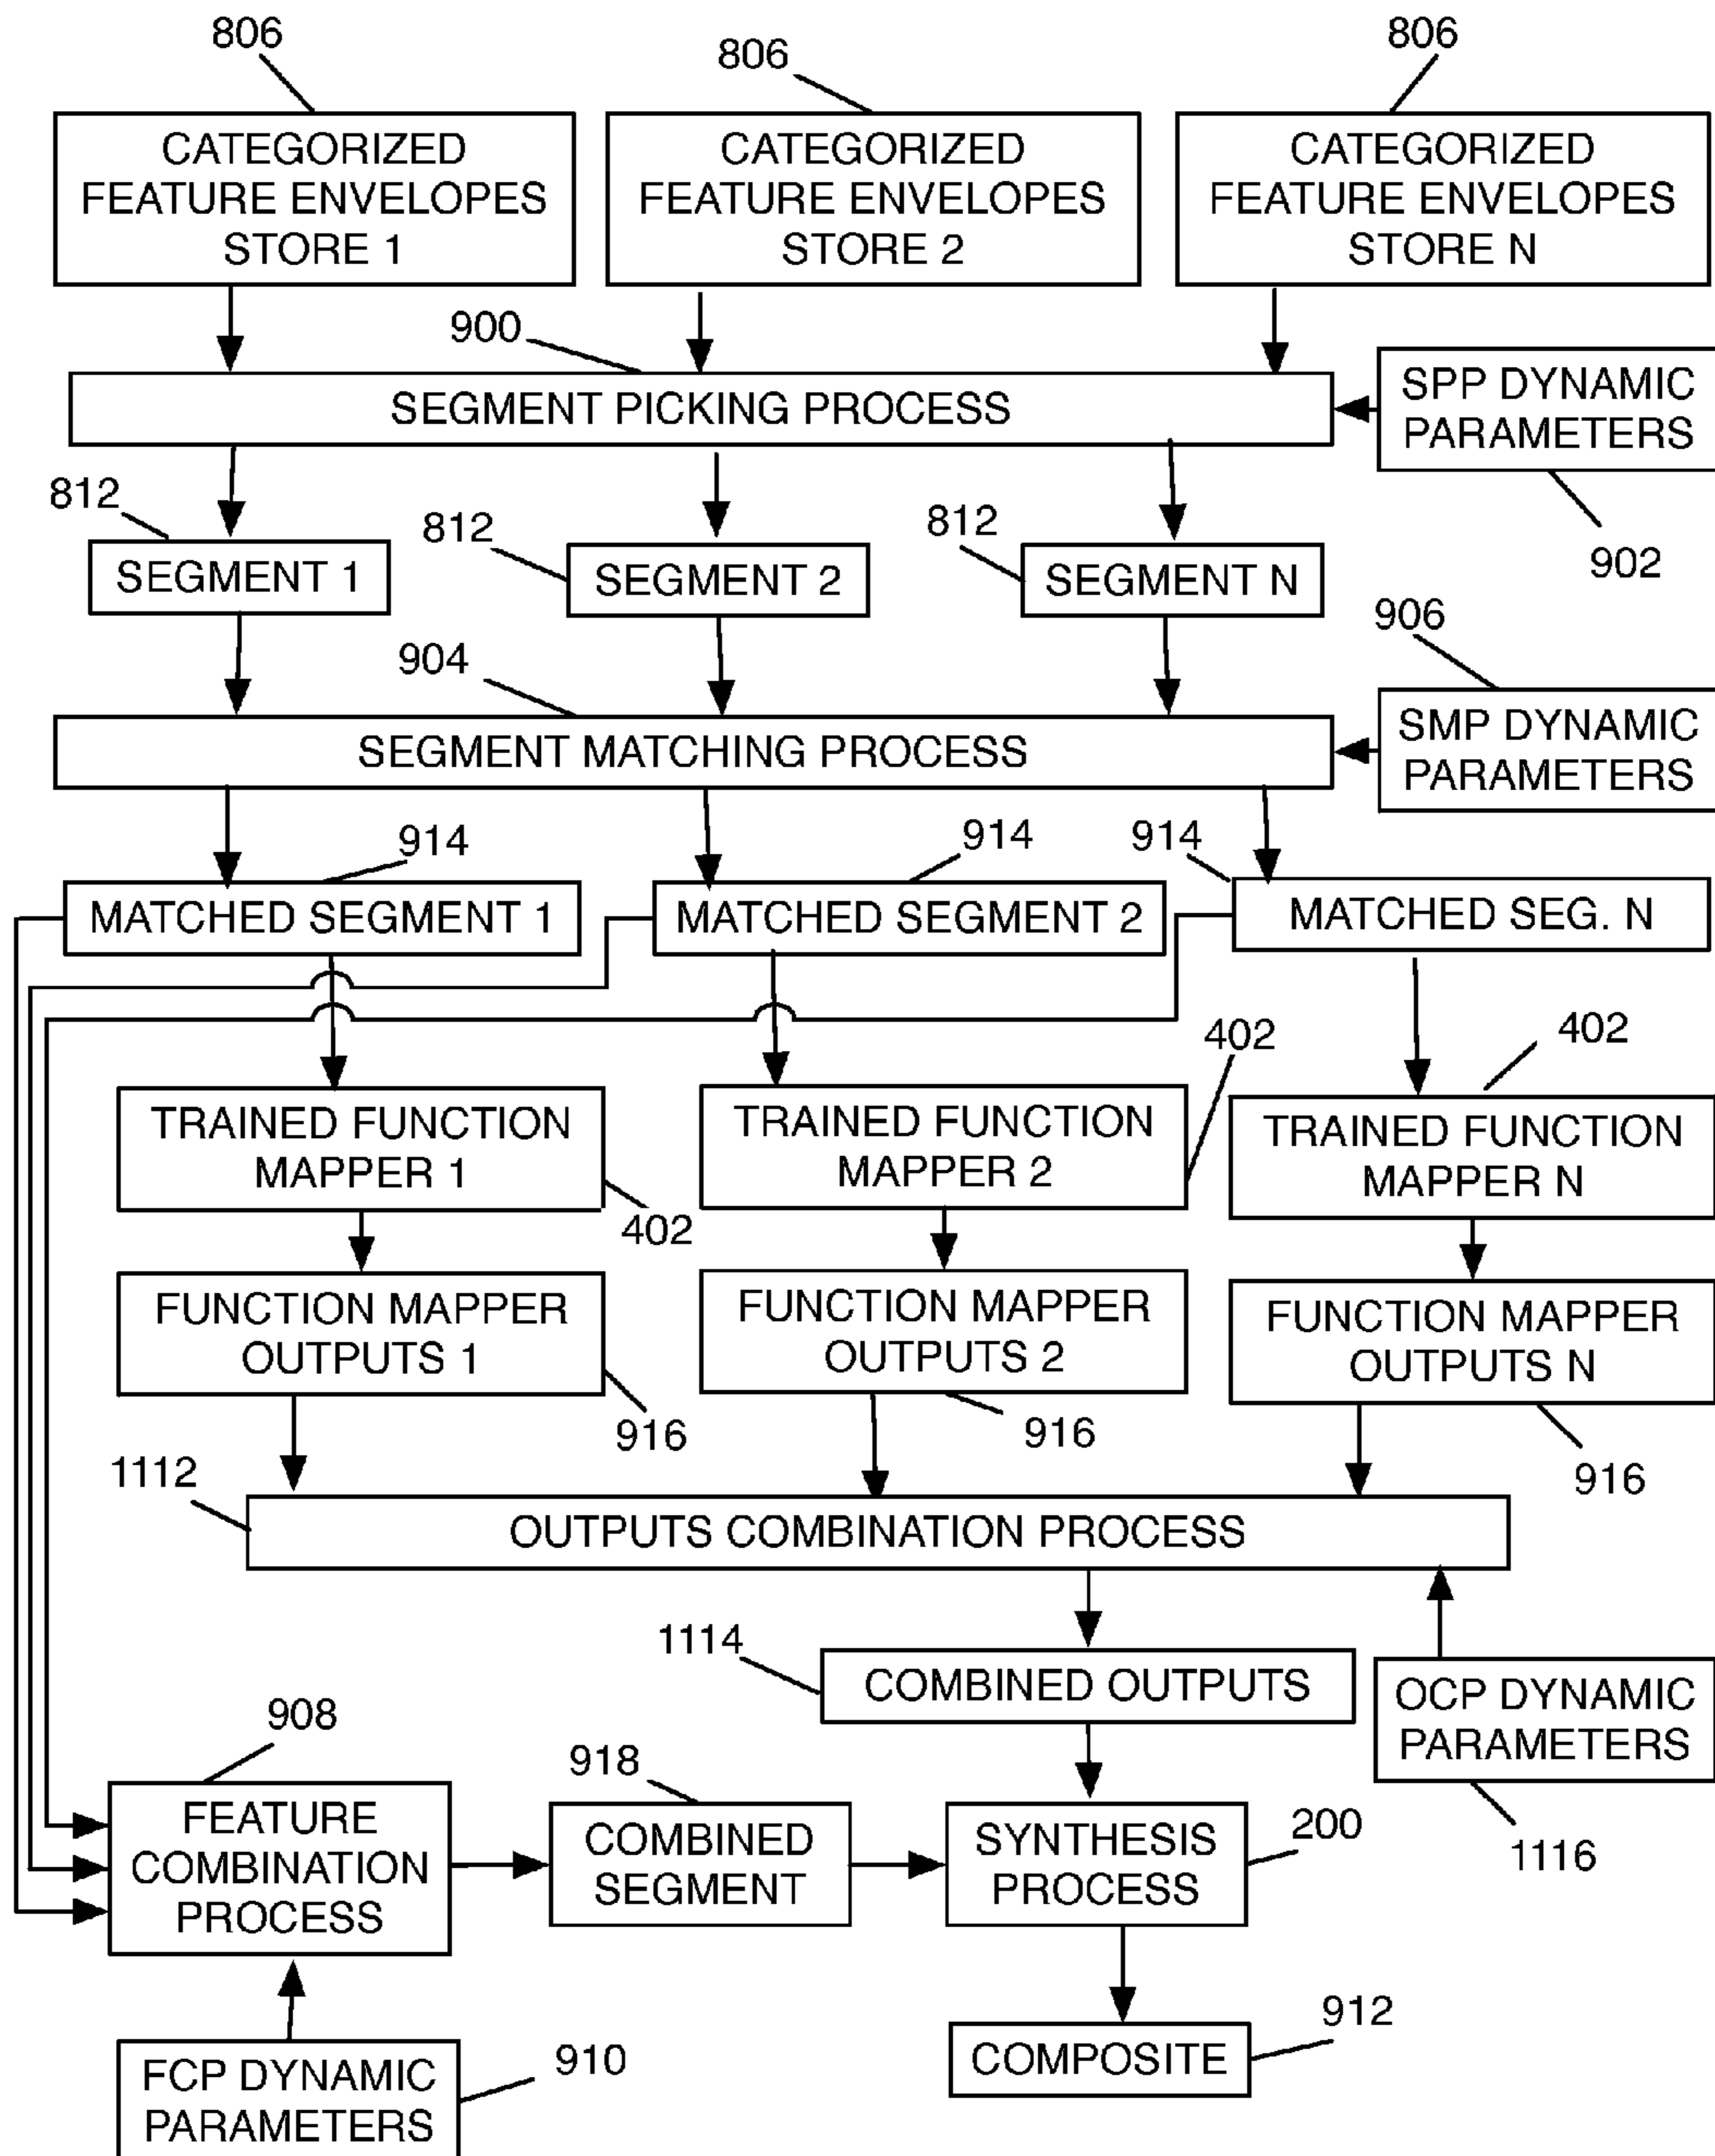 806
806
806
CATEGORIZED
FEATURE ENVELOPES
STORE 1
CATEGORIZED
FEATURE ENVELOPES
STORE 2
CATEGORIZED
FEATURE ENVELOPES
STORE N
900
SEGMENT PICKING PROCESS
SPP DYNAMIC
PARAMETERS
902
812
SEGMENT 1
812
SEGMENT 2
812
SEGMENT N
904
906
SEGMENT MATCHING PROCESS
SMP DYNAMIC
PARAMETERS
914
914
914
MATCHED SEGMENT 1
MATCHED SEGMENT 2
MATCHED SEG. N
402
402
TRAINED FUNCTION
MAPPER 1
402
TRAINED FUNCTION
MAPPER 2
TRAINED FUNCTION
MAPPER N
FUNCTION MAPPER
OUTPUTS 1
FUNCTION MAPPER
OUTPUTS 2
FUNCTION MAPPER
OUTPUTS N
916
916
916
1112
OUTPUTS COMBINATION PROCESS
1114
COMBINED OUTPUTS
OCP DYNAMIC
PARAMETERS
1116
908
FEATURE
COMBINATION
PROCESS
918
COMBINED
SEGMENT
SYNTHESIS
PROCESS
200
FCP DYNAMIC
PARAMETERS
910
COMPOSITE
912